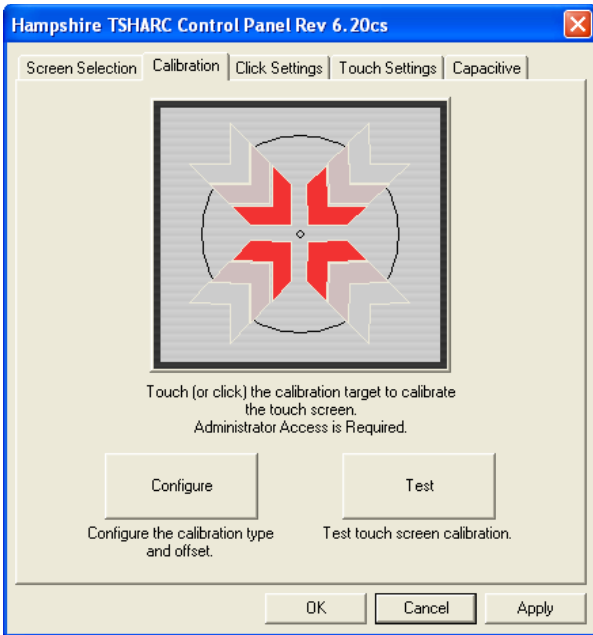 Hampshire TSHARC Control Panel Rev 6.20cs
Screen Selection Calibration Click Settings Touch Settings Capacitive
Touch (or click) the calibration target to calibrate
the touch screen.
Administrator Access is Required.
Configure Test
Configure the calibration type
and offset.
Test touch screen calibration.
OK Cancel Apply